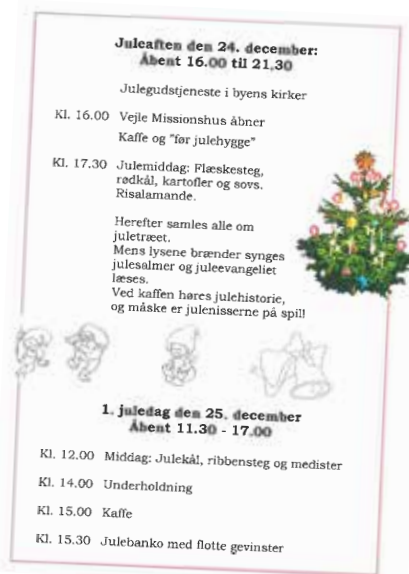 Juleaften den 24. december:
Åbent 16.00 til 21.30
Julegudstjeneste i byens kirker
Kl. 16.00 Vejle Missionshus åbner
Kaffe og "før julehygge"
Kl. 17.30 Julemiddag: Flæskesteg,
rødkål, kartofler og sovs.
Risalamande.
Herefter samles alle om
juletræet.
Mens lysene brænder synges
julesalmer og juleevangeliet
læses.
Ved kaffen høres julehistorie,
og måske er julenisserne på spil!
1. juledag den 25. december
Åbent 11.30 - 17.00
Kl. 12.00 Middag: Julekål, ribbensteg og medister
Kl. 14.00 Underholdning
Kl. 15.00 Kaffe
Kl. 15.30 Julebanko med flotte gevinster